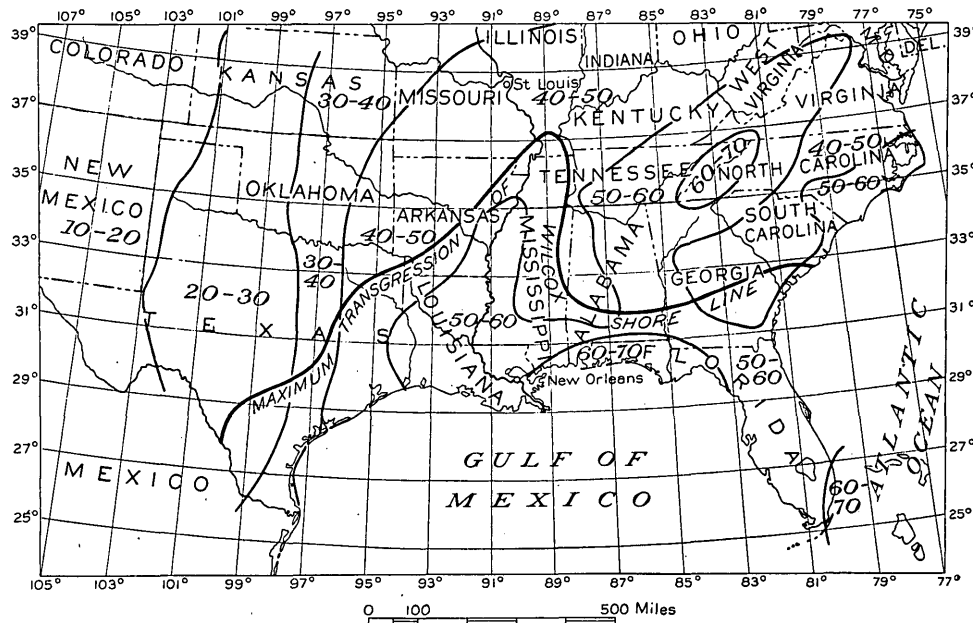 107° 105° 103° 101° 99° 97° 95° 93° 91° 89° 87° 85° 83° 81° 79° 77° 75°
39° 39°
COLORADO KANSAS ILLINOIS OHIO WEST VIRGINIA DEL.
INDIANA
30-40 MISSOURI St Louis 40-50
37° KENTUCKY VIRGINIA 37°
35° 35°
NEW MEXICO OKLAHOMA TENNESSEE 60-70 NORTH CAROLINA 40-50
50-60 50-60
10-20 ARKANSAS SOUTH CAROLINA
33° 40-50 MISSISSIPPI ALABAMA GEORGIA 33°
MAXIMUM TRANSGRESSION OF WILCOX SHORE LINE
20-30 30-40
31° TEXAS LOUISIANA 50-60 31°
60-70 FLORIDA 50-60
New Orleans
29° 29°
27° 27°
MEXICO GULF OF MEXICO ATLANTIC OCEAN
60-70
25° 25°
105° 103° 101° 99° 97° 95° 93° 91° 89° 87° 85° 83° 81° 79° 77°
0 100 500 Miles